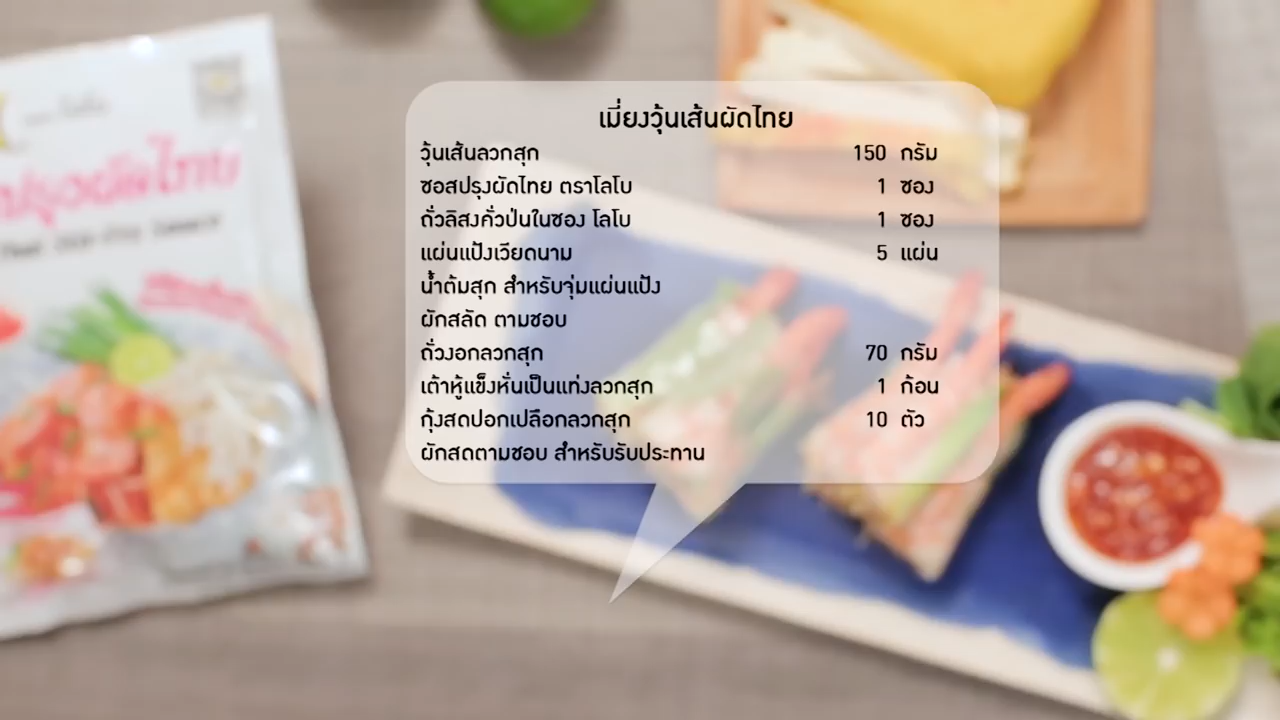 เมี่ยงวุ้นเส้นผัดไทย
วุ้นเส้นลวกสุก 150 กรัม
ซอสปรุงผัดไทย ตราโลโบ 1 ซอง
ถั่วลิสงคั่วป่นในซอง โลโบ 1 ซอง
แผ่นแป้งเวียดนาม 5 แผ่น
น้ำต้มสุก สำหรับจุ่มแผ่นแป้ง
ผักสลัด ตามชอบ
ถั่วงอกลวกสุก 70 กรัม
เต้าหู้แข็งหั่นเป็นแท่งลวกสุก 1 ก้อน
กุ้งสดปอกเปลือกลวกสุก 10 ตัว
ผักสดตามชอบ สำหรับรับประทาน
ปรุงผัดไทย